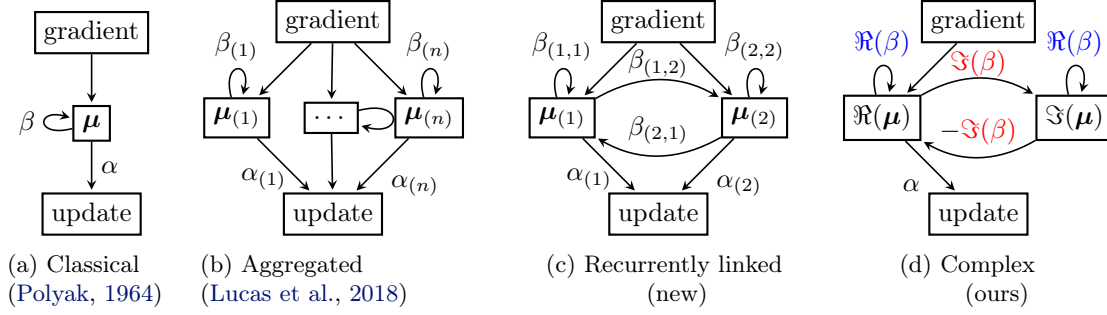 gradient
β
μ
α
update
(a) Classical
(Polyak, 1964)
gradient
β(1)
β(n)
μ(1)
...
μ(n)
α(1)
α(n)
update
(b) Aggregated
(Lucas et al., 2018)
gradient
β(1,1)
β(1,2)
β(2,2)
μ(1)
μ(2)
β(2,1)
α(1)
α(2)
update
(c) Recurrently linked
(new)
gradient
ℜ(β)
ℑ(β)
ℜ(β)
ℜ(μ)
ℑ(μ)
−ℑ(β)
α
update
(d) Complex
(ours)